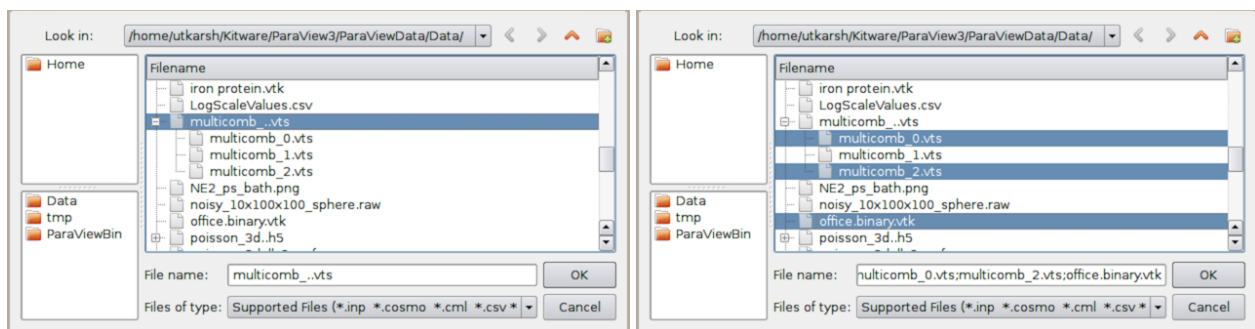 Look in: /home/utkarsh/Kitware/ParaView3/ParaViewData/Data/
Home
Filename
iron protein.vtk
LogScaleValues.csv
multicomb_..vts
multicomb_0.vts
multicomb_1.vts
multicomb_2.vts
NE2_ps_bath.png
noisy_10x100x100_sphere.raw
office.binary.vtk
poisson_3d..h5
Data
tmp
ParaViewBin
File name: multicomb_..vts OK
Files of type: Supported Files (*.inp *.cosmo *.cml *.csv * Cancel
Look in: /home/utkarsh/Kitware/ParaView3/ParaViewData/Data/
Home
Filename
iron protein.vtk
LogScaleValues.csv
multicomb_..vts
multicomb_0.vts
multicomb_1.vts
multicomb_2.vts
NE2_ps_bath.png
noisy_10x100x100_sphere.raw
office.binary.vtk
poisson_3d..h5
Data
tmp
ParaViewBin
File name: multicomb_0.vts;multicomb_2.vts;office.binary.vtk OK
Files of type: Supported Files (*.inp *.cosmo *.cml *.csv * Cancel